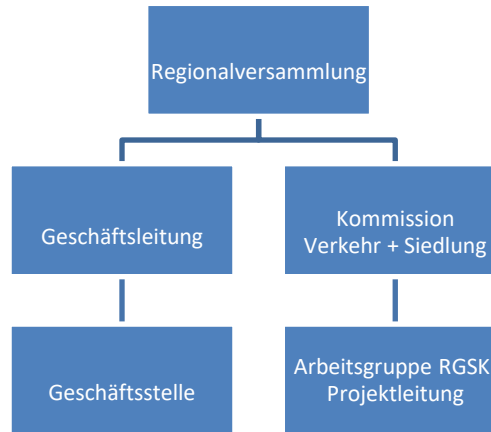 Regionalversammlung
Geschäftsleitung
Kommission
Verkehr + Siedlung
Geschäftsstelle
Arbeitsgruppe RGSK
Projektleitung